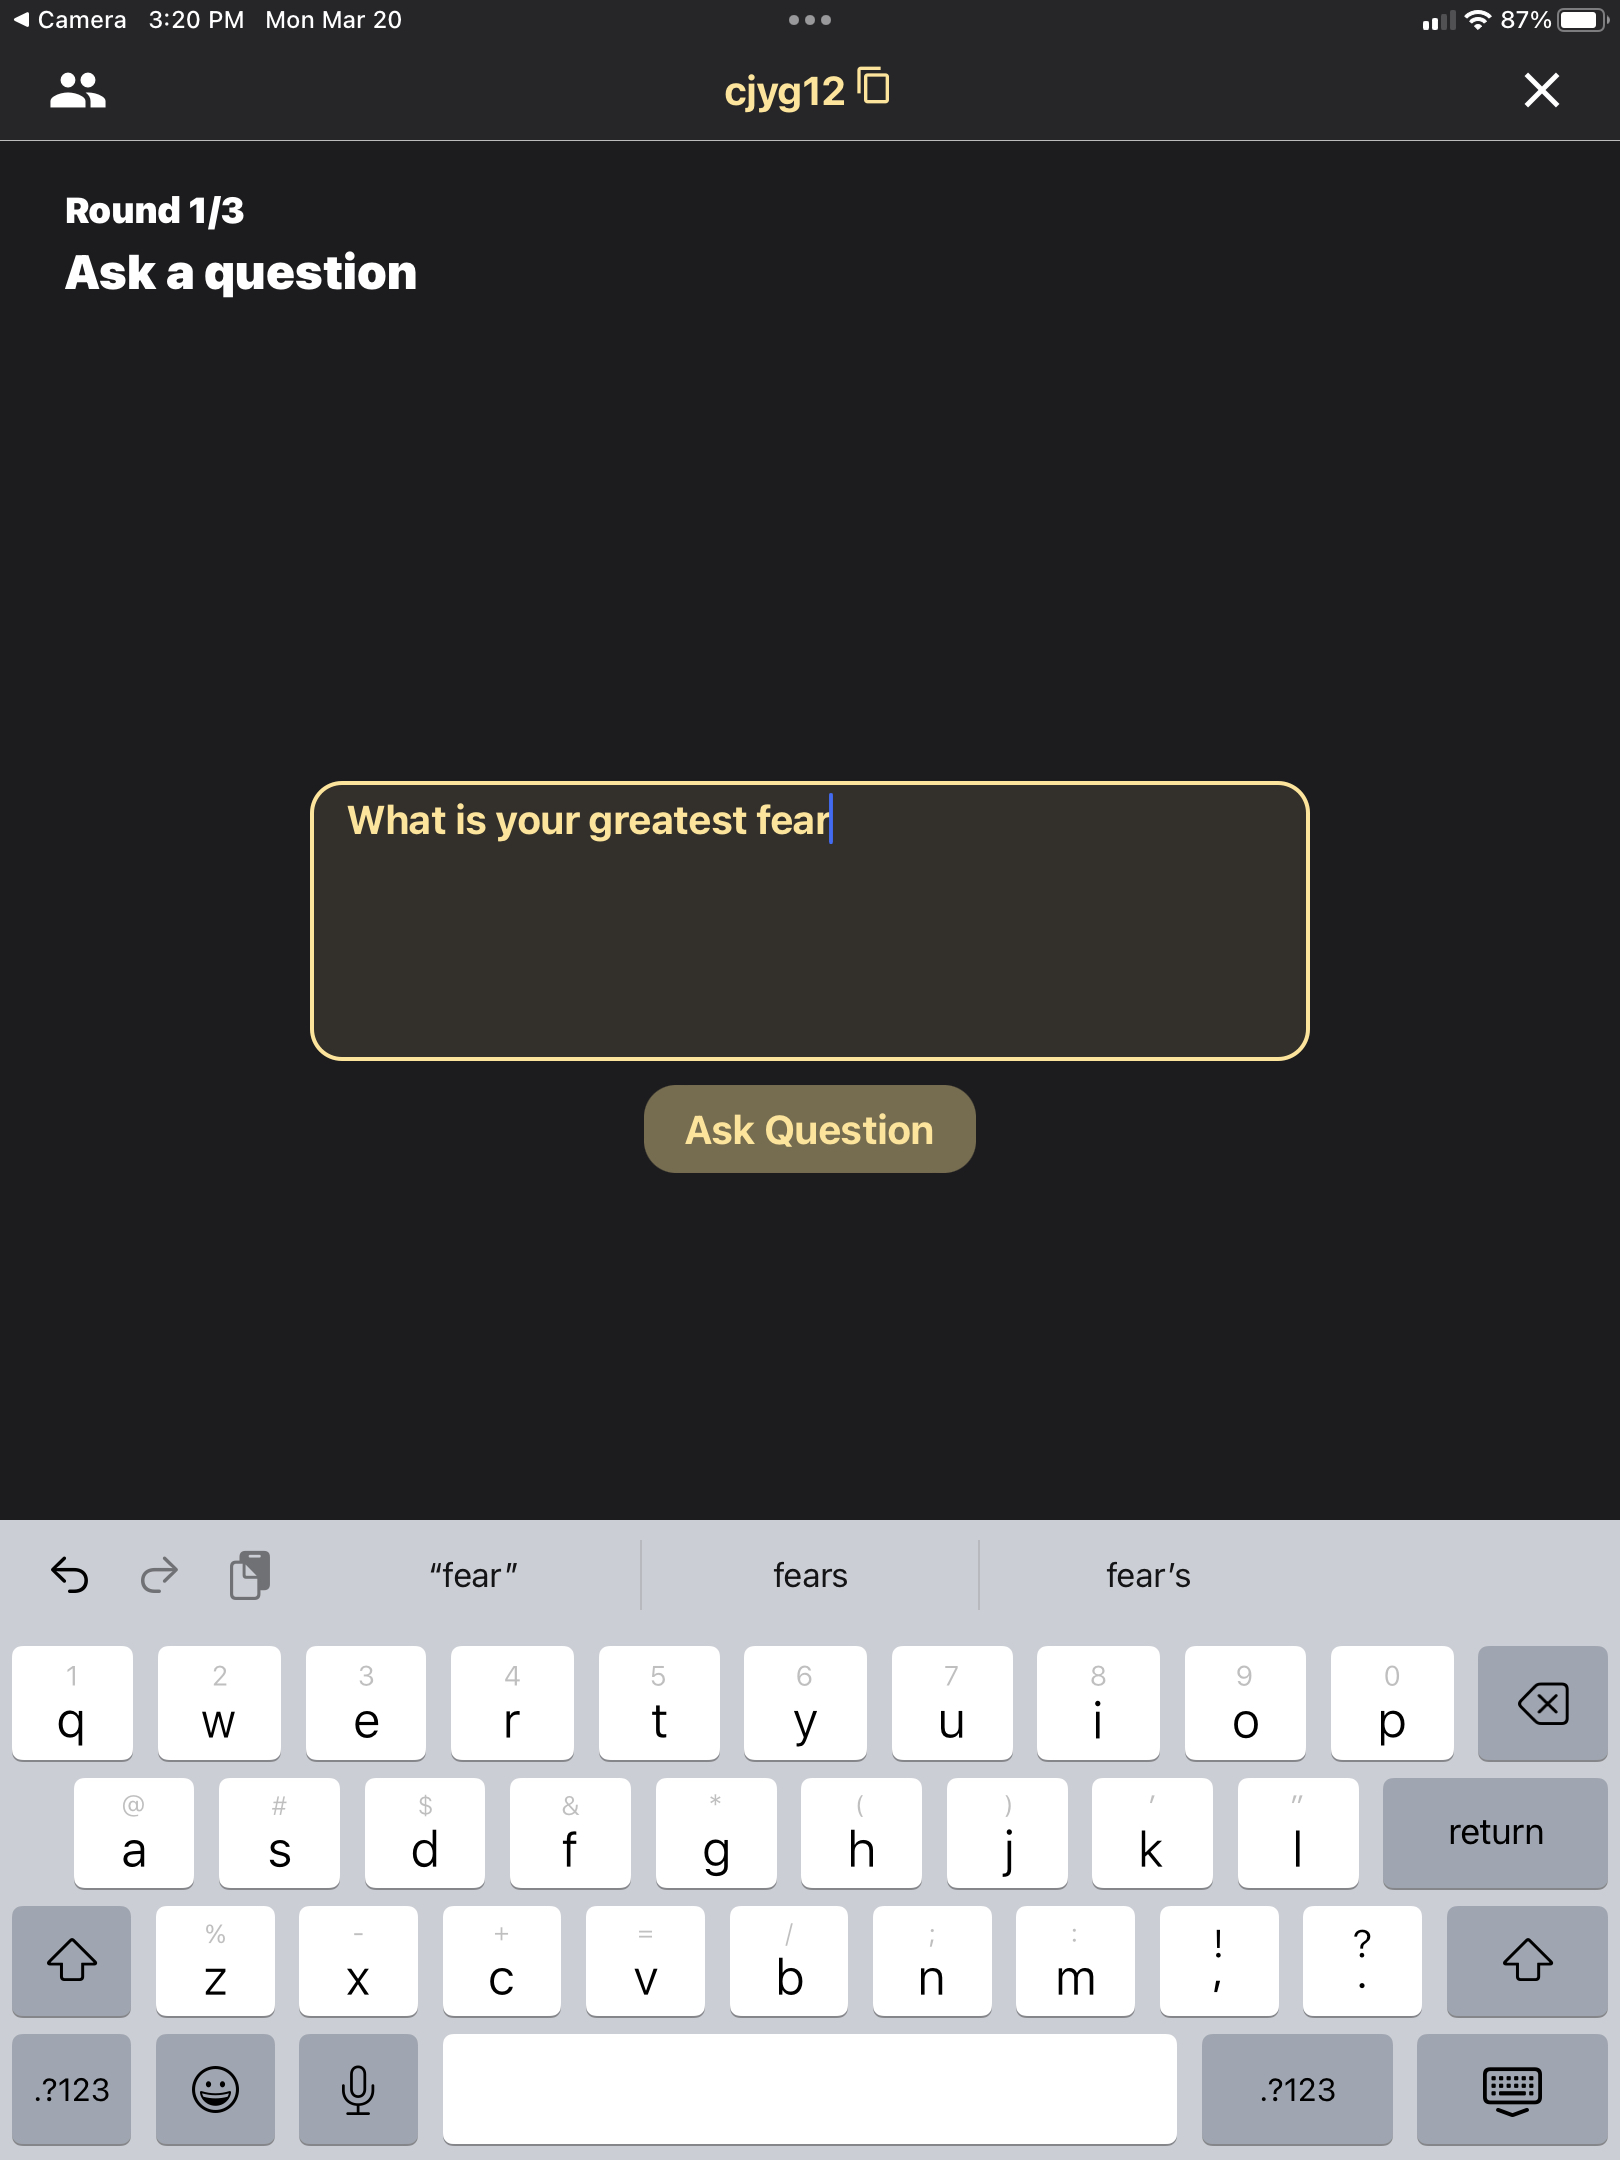 Camera 3:20 PM Mon Mar 20 87%
cjyg12
Round 1/3
Ask a question
What is your greatest fear
Ask Question
“fear” fears fear’s
1 2 3 4 5 6 7 8 9 0
q w e r t y u i o p
@ # $ & * ( ) ' "
a s d f g h j k l return
% - + = / ; : ! ?
z x c v b n m , .
.?123 .?123